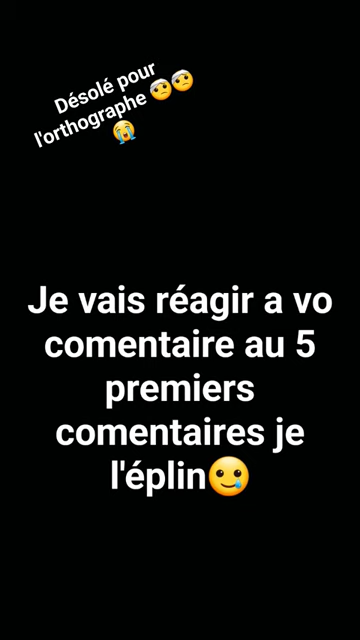 Désolé pour
l'orthographe 🤕🤕
😭
Je vais réagir a vo
comentaire au 5
premiers
comentaires je
l'éplin🥲